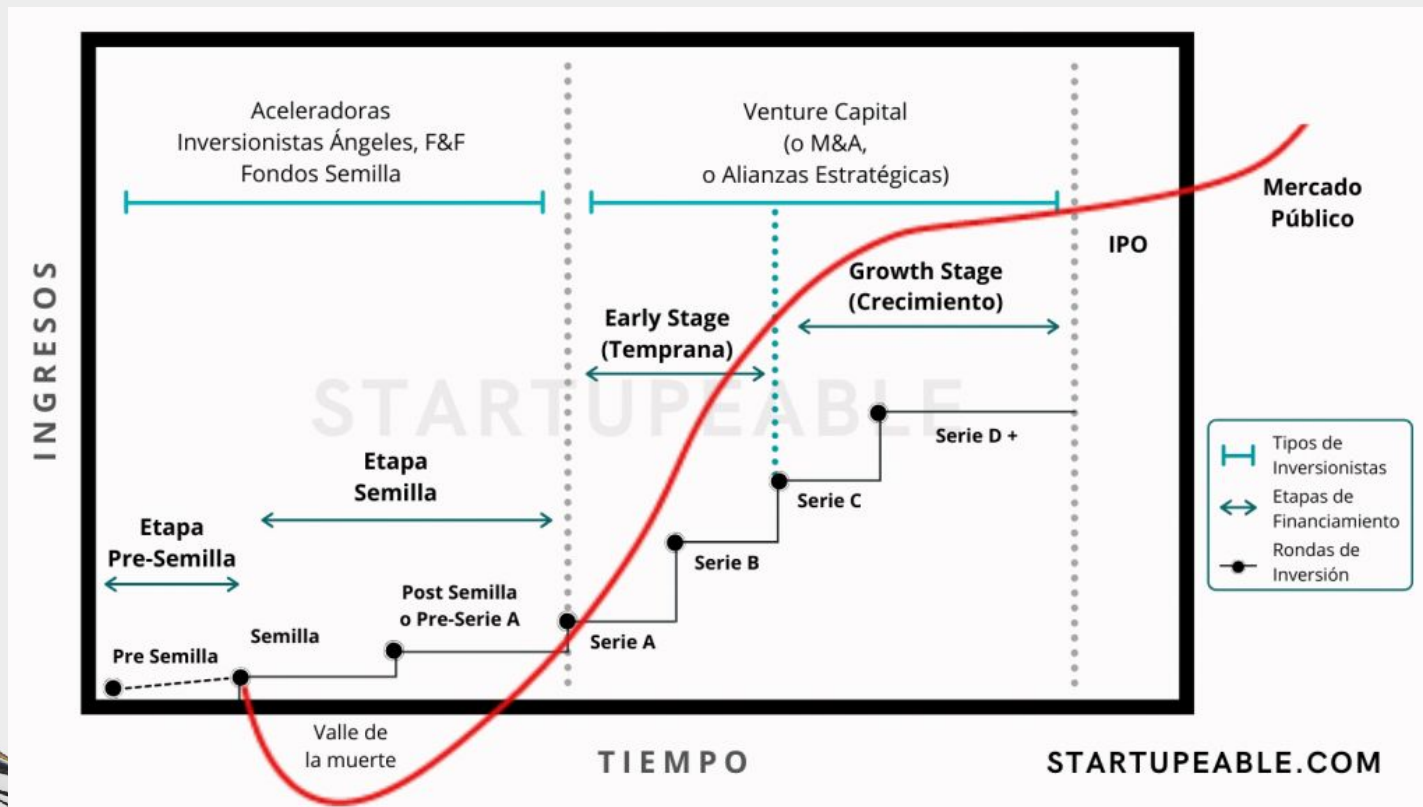 Aceleradoras
Inversionistas Ángeles, F&F
Fondos Semilla
Venture Capital
(o M&A,
o Alianzas Estratégicas)
Mercado
Público
IPO
Growth Stage
(Crecimiento)
Early Stage
(Temprana)
INGRESOS
STARTUPEABLE
Serie D +
Etapa
Semilla
Serie C
Etapa
Pre-Semilla
Serie B
Post Semilla
o Pre-Serie A
Semilla
Serie A
Pre Semilla
Tipos de
Inversionistas
Etapas de
Financiamiento
Rondas de
Inversión
Valle de
la muerte
TIEMPO
STARTUPEABLE.COM